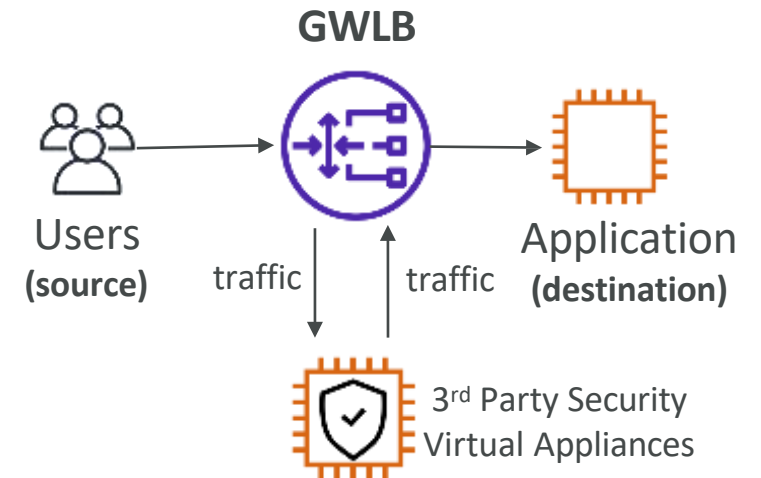 GWLB
Users
(source)
Application
(destination)
traffic
traffic
3rd Party Security
Virtual Appliances